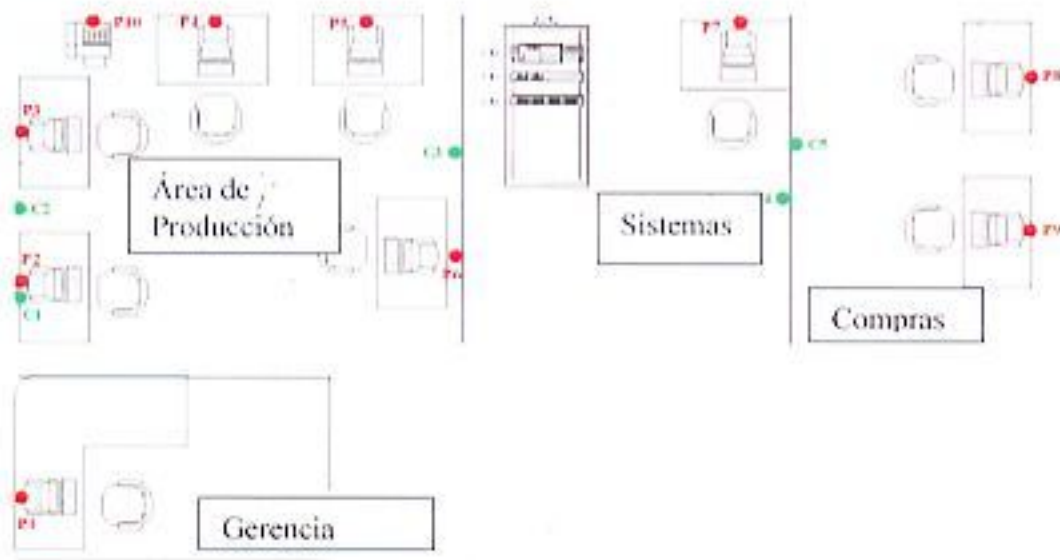 P10
P4
P5
P7
P8
P3
C3
C5
Área de
Producción
C2
Sistemas
P9
P2
P6
C1
Compras
P1
Gerencia